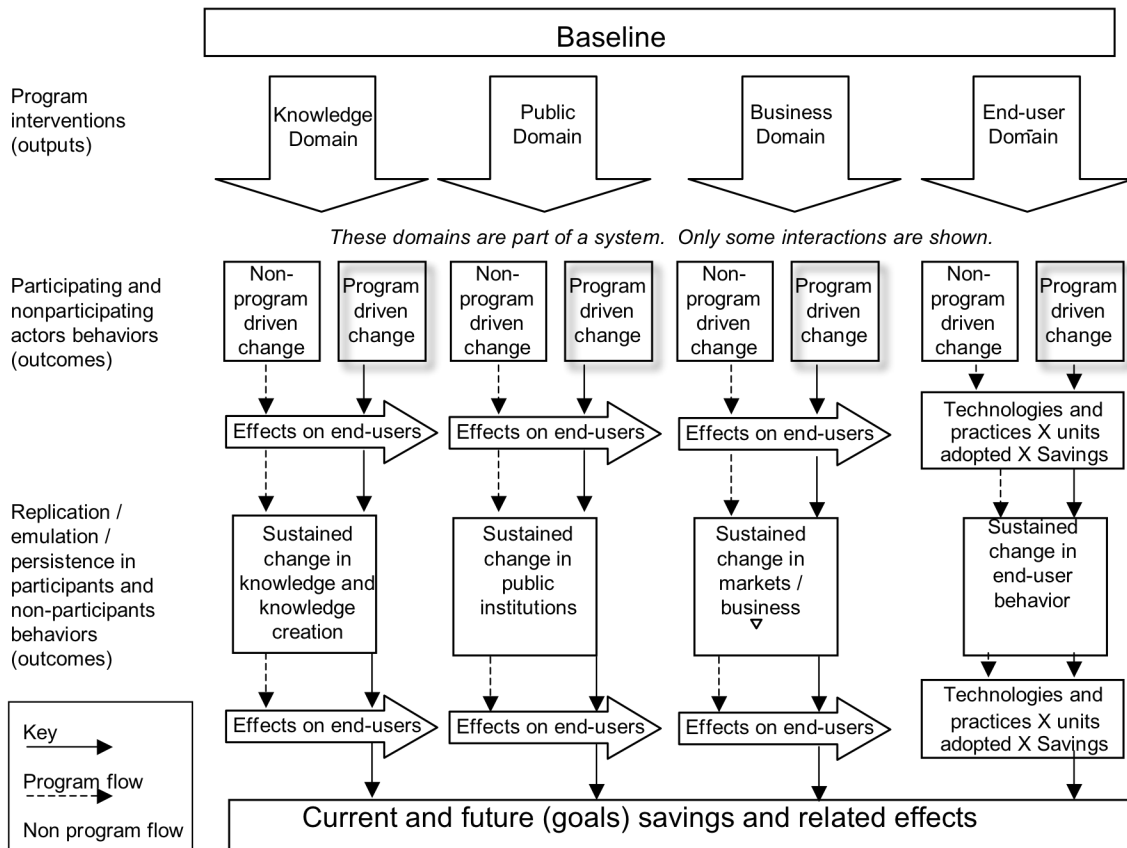 Baseline
Program
interventions
(outputs)
Knowledge
Domain
Public
Domain
Business
Domain
End-user
Domain
These domains are part of a system. Only some interactions are shown.
Participating and
nonparticipating
actors behaviors
(outcomes)
Non-
program
driven
change
Program
driven
change
Non-
program
driven
change
Program
driven
change
Non-
program
driven
change
Program
driven
change
Non-
program
driven
change
Program
driven
change
Effects on end-users
Effects on end-users
Effects on end-users
Technologies and
practices X units
adopted X Savings
Replication /
emulation /
persistence in
participants and
non-participants
behaviors
(outcomes)
Sustained
change in
knowledge and
knowledge
creation
Sustained
change in
public
institutions
Sustained
change in
markets /
business
Sustained
change in
end-user
behavior
Effects on end-users
Effects on end-users
Effects on end-users
Technologies and
practices X units
adopted X Savings
Key
Program flow
Non program flow
Current and future (goals) savings and related effects